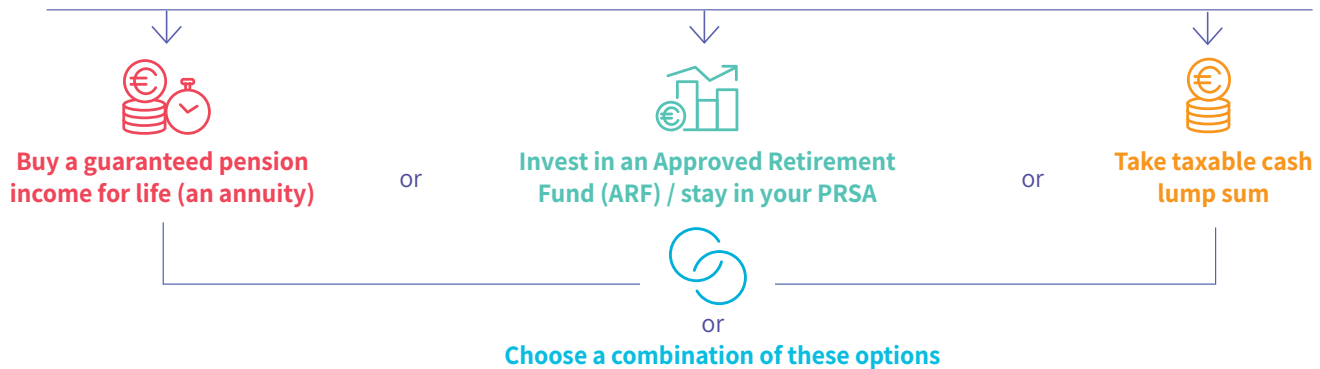 Buy a guaranteed pension
income for life (an annuity)
or
Invest in an Approved Retirement
Fund (ARF) / stay in your PRSA
or
Take taxable cash
lump sum
or
Choose a combination of these options